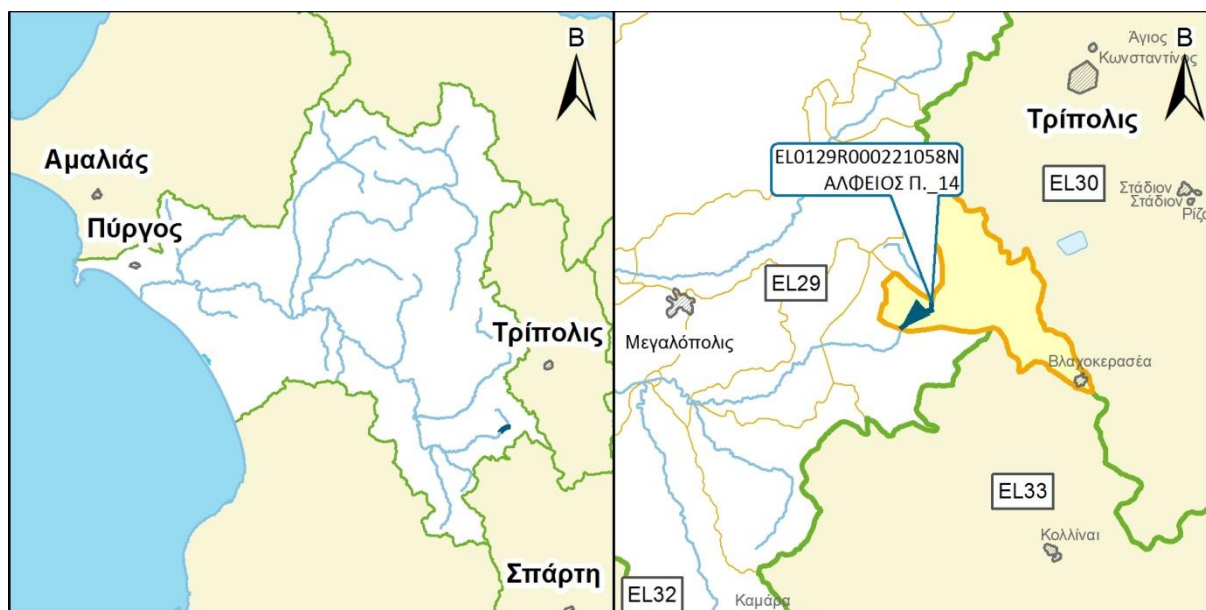 Β
Αμαλιάς
Πύργος
Τρίπολις
Σπάρτη
Άγιος
Κωνσταντίνος
Β
Τρίπολις
EL0129R000221058N
ΑΛΦΕΙΟΣ Π._14
EL30
Στάδιον
Στάδιον
EL29
Μεγαλόπολις
Βλαχοκερασέα
EL33
Κολλίναι
EL32
Καμάρα